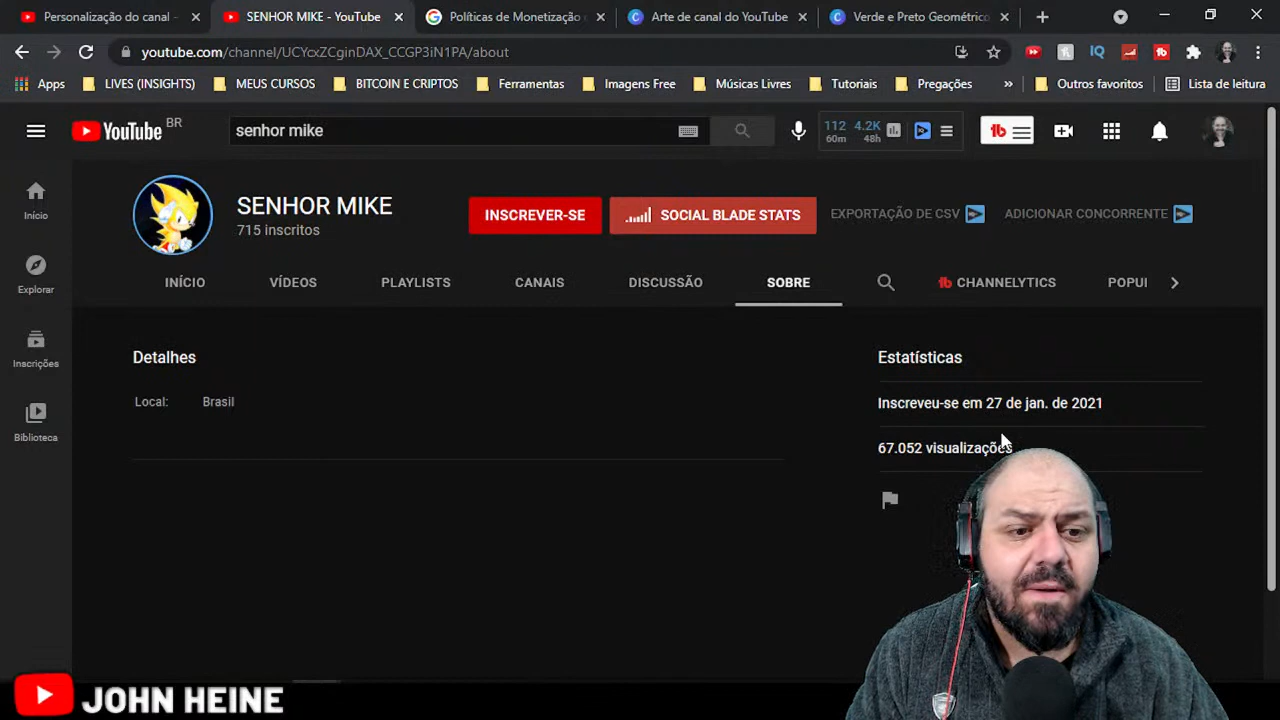 Personalização do canal -
SENHOR MIKE - YouTube
Políticas de Monetização
Arte de canal do YouTube
Verde e Preto Geométrico
youtube.com/channel/UCYcxZCginDAX_CCGP3iN1PA/about
Apps
LIVES (INSIGHTS)
MEUS CURSOS
BITCOIN E CRIPTOS
Ferramentas
Imagens Free
Músicas Livres
Tutoriais
Pregações
»
Outros favoritos
Lista de leitura
YouTube BR
senhor mike
112 4.2K
60m 48h
Início
Explorar
Inscrições
Biblioteca
SENHOR MIKE
715 inscritos
INSCREVER-SE
SOCIAL BLADE STATS
EXPORTAÇÃO DE CSV
ADICIONAR CONCORRENTE
INÍCIO
VÍDEOS
PLAYLISTS
CANAIS
DISCUSSÃO
SOBRE
CHANNELYTICS
POPUI
Detalhes
Local: Brasil
Estatísticas
Inscreveu-se em 27 de jan. de 2021
67.052 visualizações
JOHN HEINE